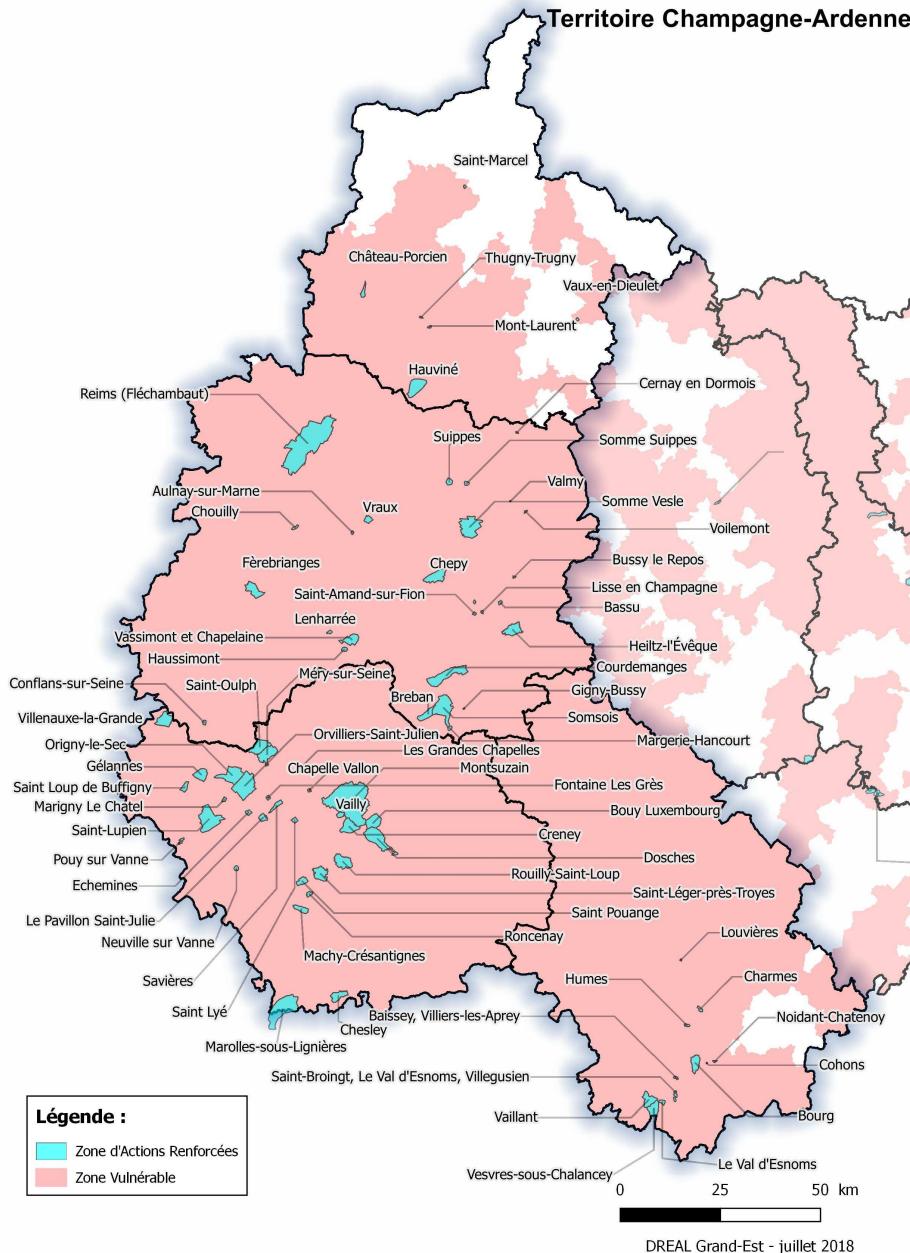 Territoire Champagne-Ardenne
Saint-Marcel
Château-Porcien
Thugny-Trugny
Vaux-en-Dieulet
Mont-Laurent
Hauviné
Cernay en Dormois
Reims (Fléchambaut)
Suippes
Somme Suippes
Valmy
Aulnay-sur-Marne
Vraux
Somme Vesle
Chouilly
Voilemont
Bussy le Repos
Fèrebrianges
Chepy
Lisse en Champagne
Saint-Amand-sur-Fion
Bassu
Lenharrée
Vassimont et Chapelaine
Heiltz-l'Évêque
Haussimont
Courdemanges
Méry-sur-Seine
Conflans-sur-Seine
Saint-Oulph
Breban
Gigny-Bussy
Villenauxe-la-Grande
Somsois
Orvilliers-Saint-Julien
Margerie-Hancourt
Origny-le-Sec
Les Grandes Chapelles
Gélannes
Chapelle Vallon
Montsuzain
Saint Loup de Buffigny
Fontaine Les Grès
Marigny Le Chatel
Vailly
Bouy Luxembourg
Saint-Lupien
Creney
Pouy sur Vanne
Dosches
Echemines
Rouilly-Saint-Loup
Saint-Léger-près-Troyes
Le Pavillon Saint-Julie
Saint Pouange
Neuville sur Vanne
Roncenay
Louvières
Machy-Crésantignes
Savières
Humes
Charmes
Saint Lyé
Baissey, Villiers-les-Aprey
Noidant-Chatenoy
Chesley
Marolles-sous-Lignières
Cohons
Saint-Broingt, Le Val d'Esnoms, Villegusien
Vaillant
Bourg
Le Val d'Esnoms
Vesvres-sous-Chalancey
Légende :
Zone d'Actions Renforcées
Zone Vulnérable
0 25 50 km
DREAL Grand-Est - juillet 2018